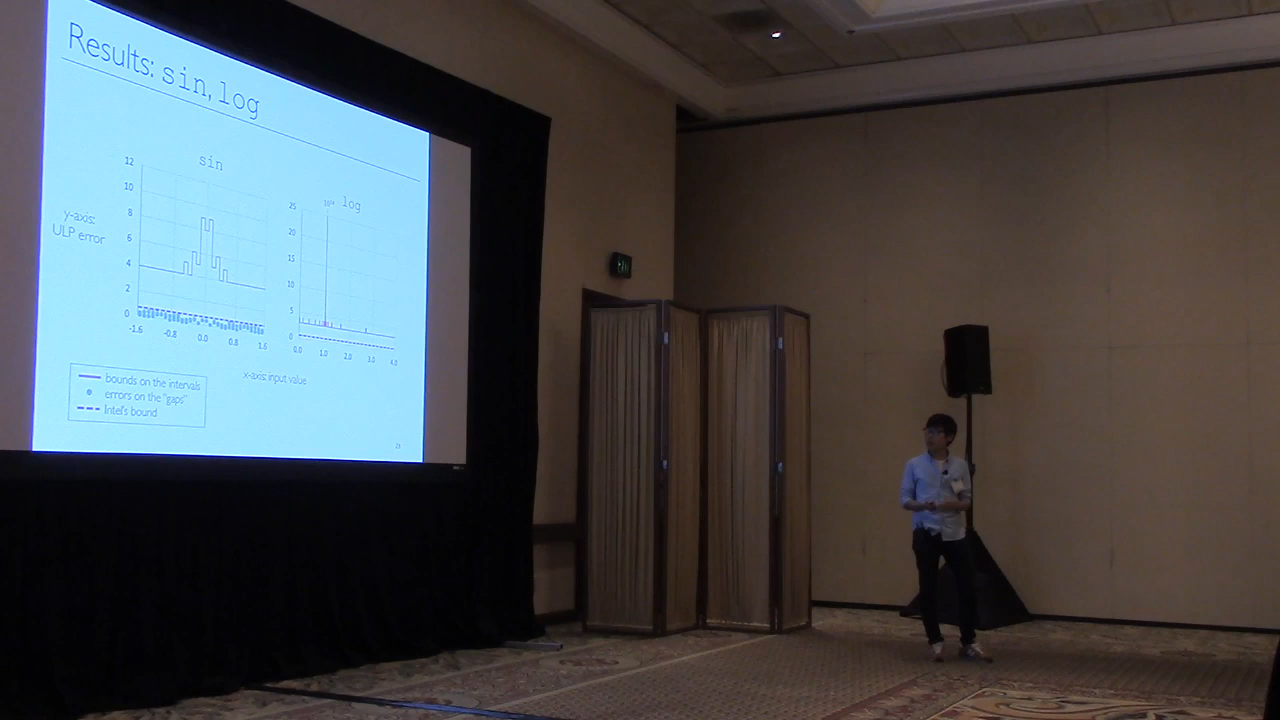 Results: sin, log
sin
12
10
8
6
4
2
0
-1.6
-0.8
0.0
0.8
1.6
y-axis:
ULP error
log
25
20
15
10
5
0
0.0
1.0
2.0
3.0
4.0
x-axis: input value
bounds on the intervals
errors on the "gaps"
Intel's bound
EXIT